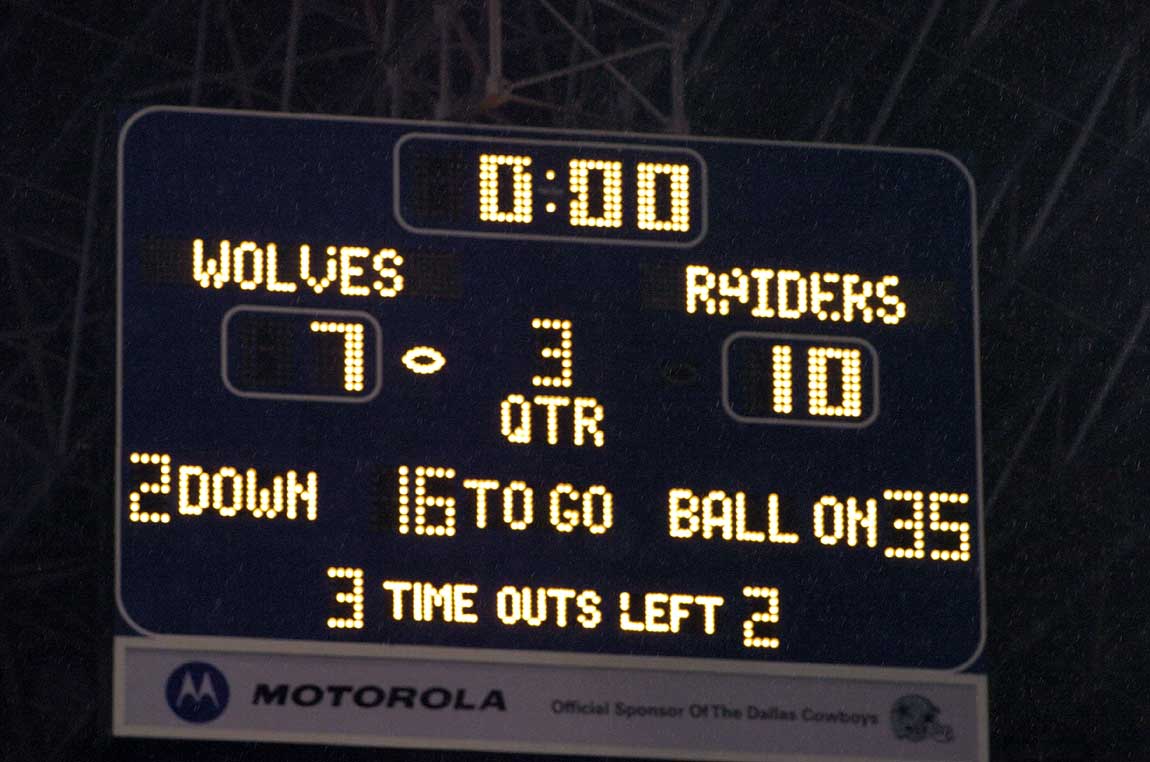 0:00
WOLVES RAIDERS
7 3 10
QTR
2 DOWN 16 TO GO BALL ON 35
3 TIME OUTS LEFT 2
MOTOROLA Official Sponsor Of The Dallas Cowboys